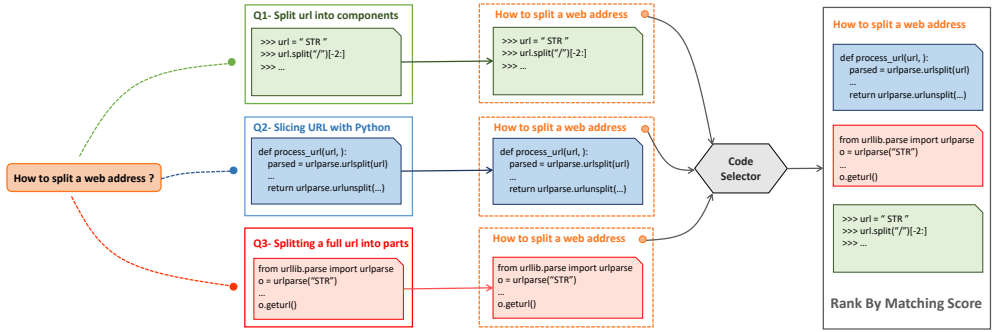 How to split a web address ?
Q1- Split url into components
>>> url = “ STR ”
>>> url.split(“/”)[-2:]
>>> ...
Q2- Slicing URL with Python
def process_url(url, ):
parsed = urlparse.urlsplit(url)
...
return urlparse.urlunsplit(...)
Q3- Splitting a full url into parts
from urllib.parse import urlparse
o = urlparse(“STR”)
...
o.geturl()
How to split a web address
>>> url = “ STR ”
>>> url.split(“/”)[-2:]
>>> ...
How to split a web address
def process_url(url, ):
parsed = urlparse.urlsplit(url)
...
return urlparse.urlunsplit(...)
How to split a web address
from urllib.parse import urlparse
o = urlparse(“STR”)
...
o.geturl()
Code
Selector
How to split a web address
def process_url(url, ):
parsed = urlparse.urlsplit(url)
...
return urlparse.urlunsplit(...)
from urllib.parse import urlparse
o = urlparse(“STR”)
...
o.geturl()
>>> url = “ STR ”
>>> url.split(“/”)[-2:]
>>> ...
Rank By Matching Score